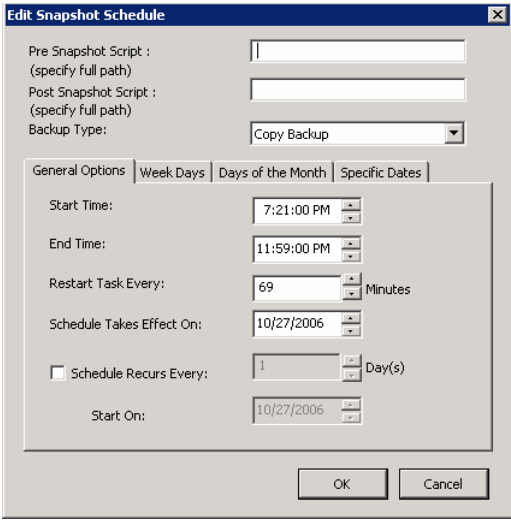 Edit Snapshot Schedule
Pre Snapshot Script :
(specify full path)
Post Snapshot Script :
(specify full path)
Backup Type: Copy Backup
General Options Week Days Days of the Month Specific Dates
Start Time: 7:21:00 PM
End Time: 11:59:00 PM
Restart Task Every: 69 Minutes
Schedule Takes Effect On: 10/27/2006
Schedule Recurs Every: 1 Day(s)
Start On: 10/27/2006
OK Cancel